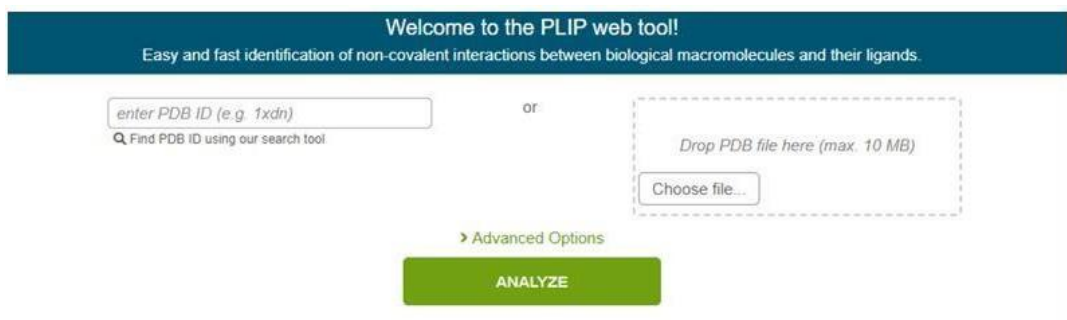 Welcome to the PLIP web tool!
Easy and fast identification of non-covalent interactions between biological macromolecules and their ligands.
enter PDB ID (e.g. 1xdn)
Find PDB ID using our search tool
or
Drop PDB file here (max. 10 MB)
Choose file...
Advanced Options
ANALYZE